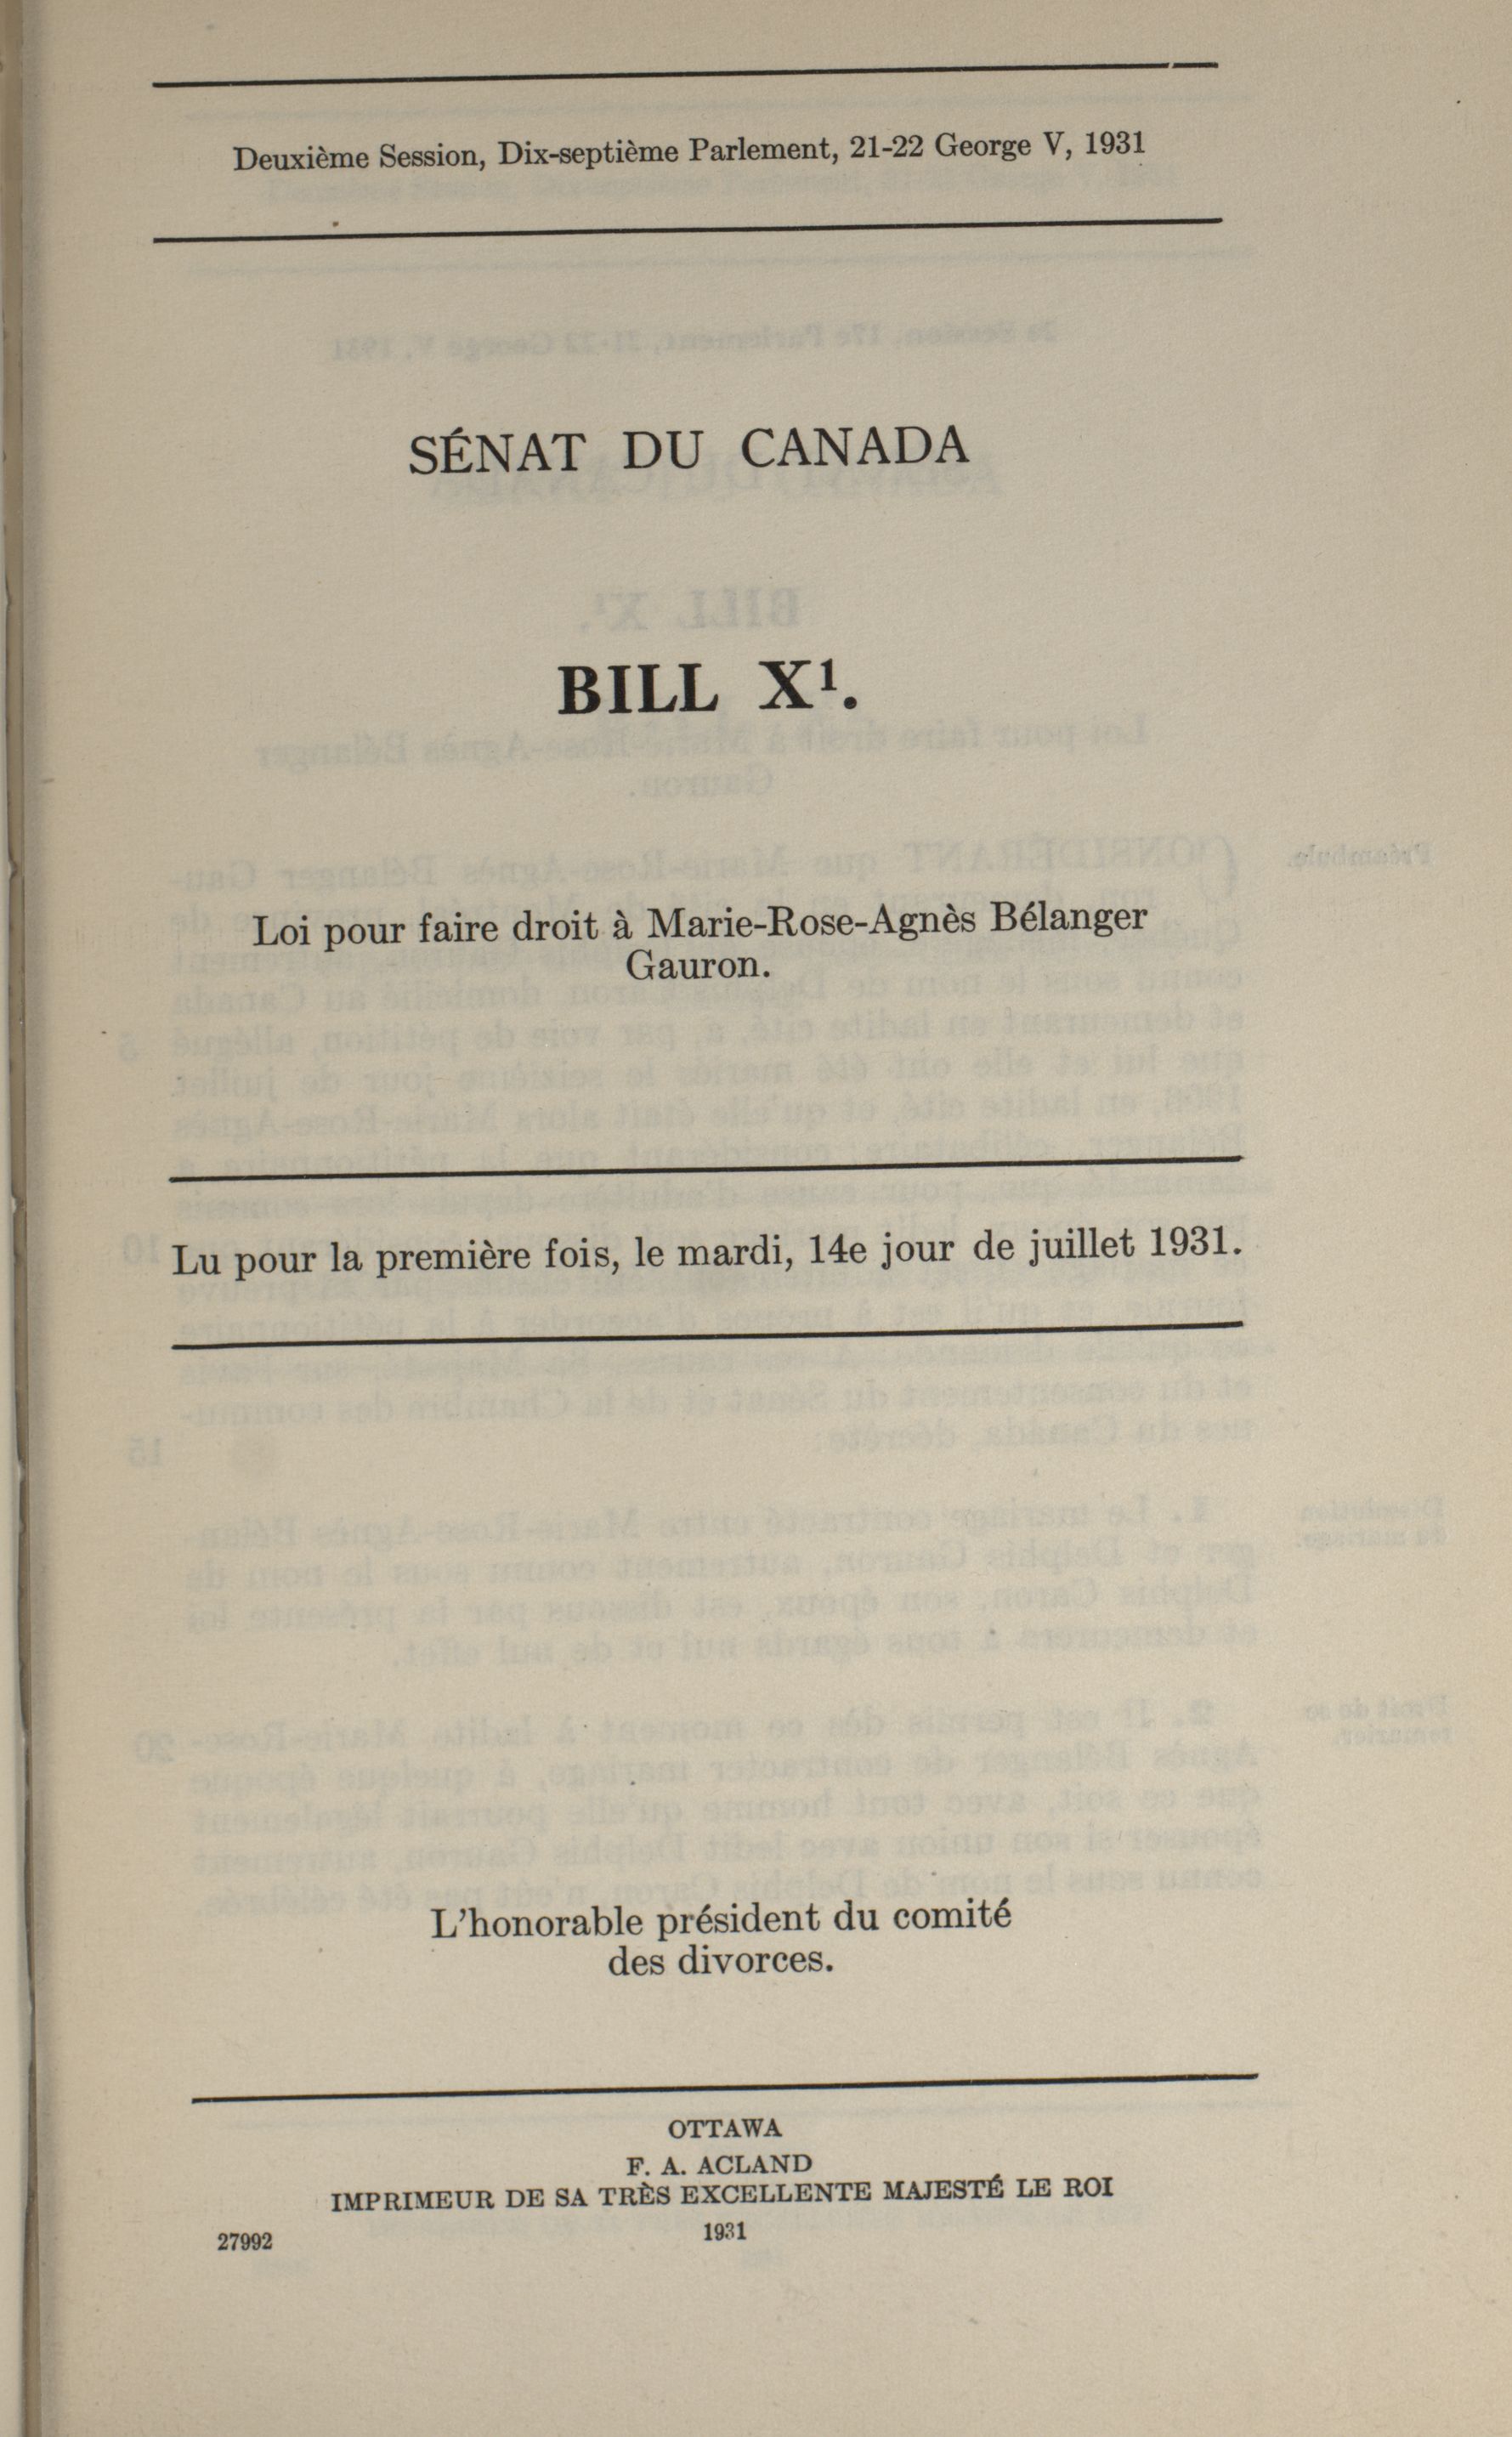 Deuxième Session, Dix-septième Parlement, 21-22 George V, 1931
SÉNAT DU CANADA
BILL X¹.
Loi pour faire droit à Marie-Rose-Agnès Bélanger
Gauron.
Lu pour la première fois, le mardi, 14e jour de juillet 1931.
L'honorable président du comité
des divorces.
OTTAWA
F. A. ACLAND
IMPRIMEUR DE SA TRÈS EXCELLENTE MAJESTÉ LE ROI
1931
27992